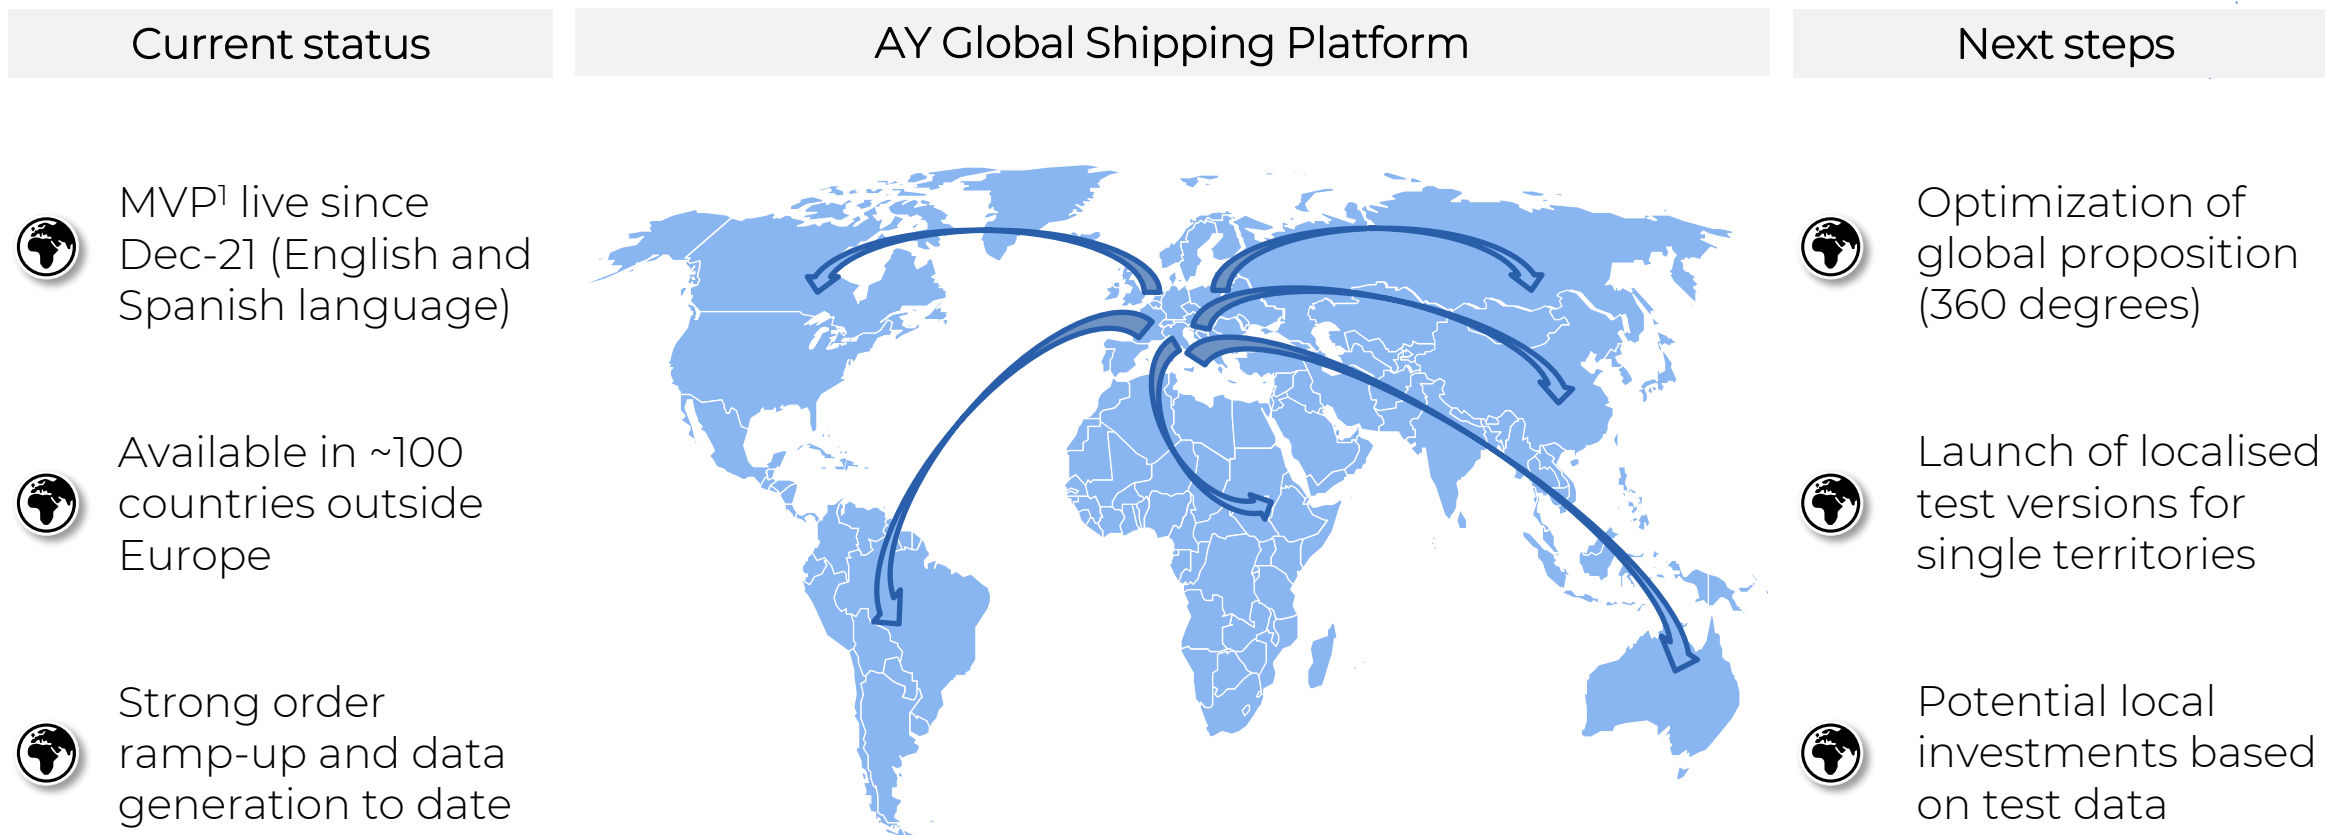 Current status
MVP¹ live since
Dec-21 (English and
Spanish language)
Available in ~100
countries outside
Europe
Strong order
ramp-up and data
generation to date
AY Global Shipping Platform
Next steps
Optimization of
global proposition
(360 degrees)
Launch of localised
test versions for
single territories
Potential local
investments based
on test data